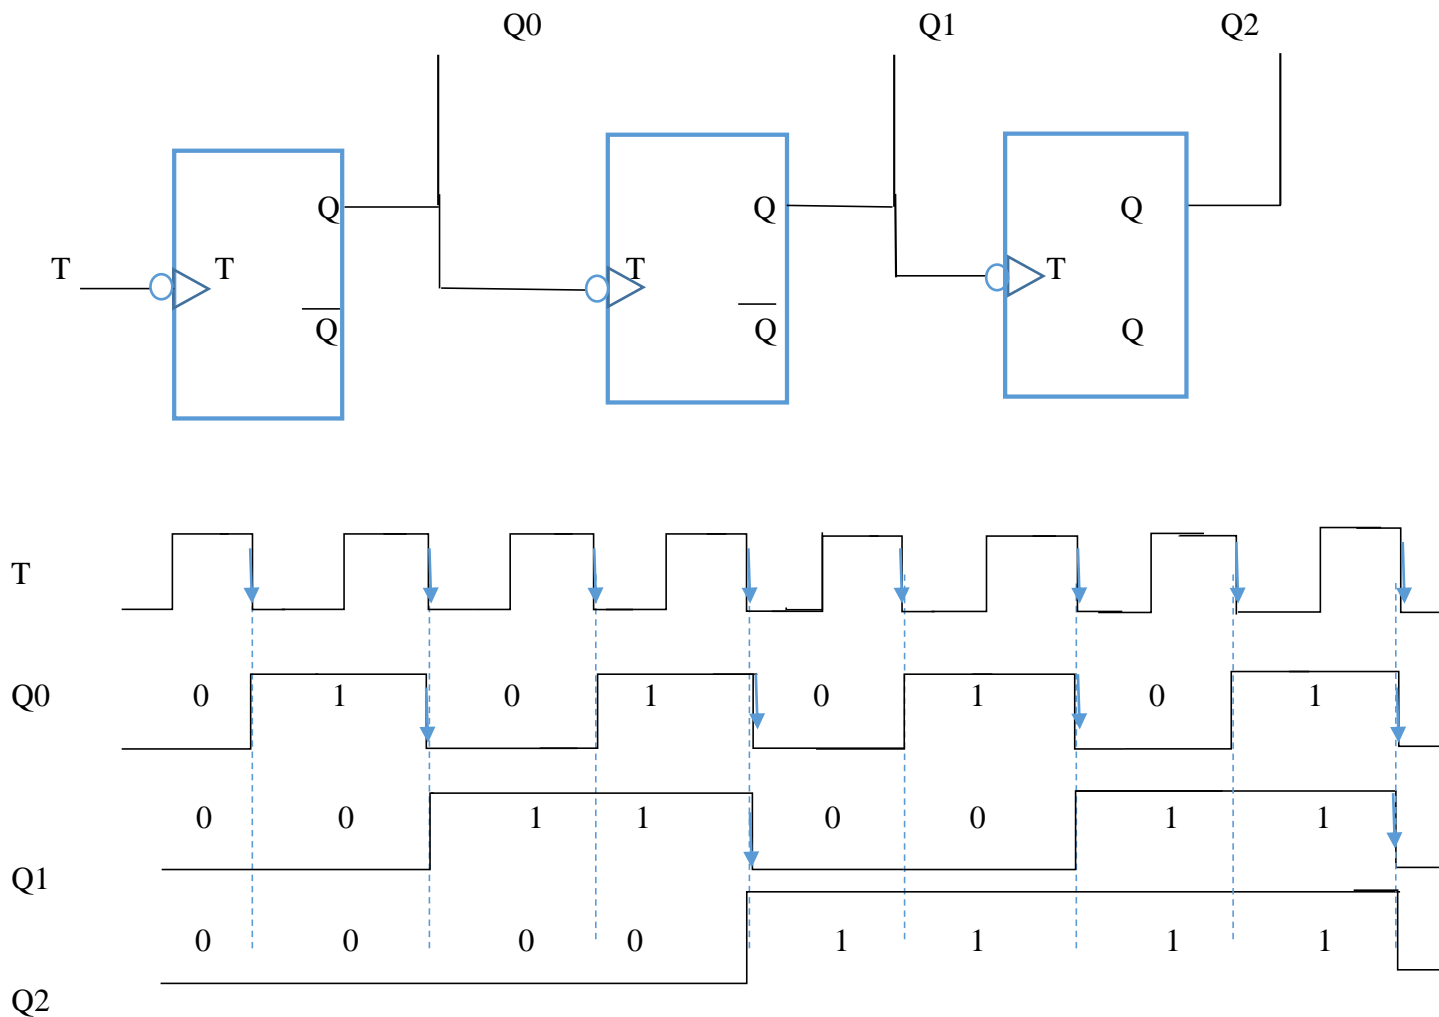 Q0 Q1 Q2
Q Q Q
T T T T
Q Q Q
T
Q0 0 1 0 1 0 1 0 1
0 0 1 1 0 0 1 1
Q1
0 0 0 0 1 1 1 1
Q2